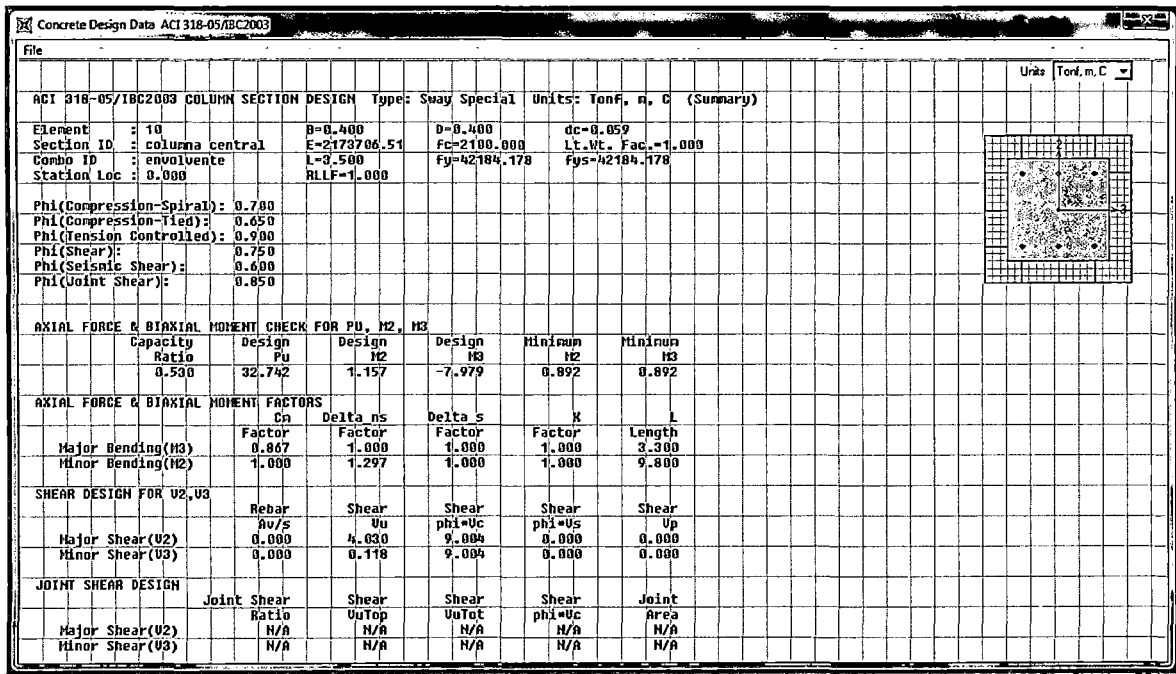 Concrete Design Data ACI 318-05/IBC2003
File
Units Tonf, m, C
ACI 318-05/IBC2003 COLUMN SECTION DESIGN Type: Sway Special Units: Tonf, m, C (Summary)
Element : 10 B=0.400 D=0.400 dc=0.059
Section ID : columna central E=2173706.51 fc=2100.000 Lt.Wt. Fac.=1.000
Combo ID : envolvente L=3.500 fy=42184.178 fys=42184.178
Station Loc : 0.000 RLLF=1.000
2
3
Phi(Compression-Spiral): 0.700
Phi(Compression-Tied): 0.650
Phi(Tension Controlled): 0.900
Phi(Shear): 0.750
Phi(Seismic Shear): 0.600
Phi(Joint Shear): 0.850
AXIAL FORCE & BIAXIAL MOMENT CHECK FOR PU, M2, M3
Capacity Design Design Design Minimum Minimum
Ratio Pu M2 M3 M2 M3
0.530 32.742 1.157 -7.979 0.892 0.892
AXIAL FORCE & BIAXIAL MOMENT FACTORS
Cm Delta_ns Delta_s K L
Factor Factor Factor Factor Length
Major Bending(M3) 0.867 1.000 1.000 1.000 3.300
Minor Bending(M2) 1.000 1.297 1.000 1.000 9.800
SHEAR DESIGN FOR V2,V3
Rebar Shear Shear Shear Shear
Av/s Vu phi*Vc phi*Vs Vp
Major Shear(V2) 0.000 4.030 9.004 0.000 0.000
Minor Shear(V3) 0.000 0.118 9.004 0.000 0.000
JOINT SHEAR DESIGN
Joint Shear Shear Shear Shear Joint
Ratio VuTop VuTot phi*Vc Area
Major Shear(V2) N/A N/A N/A N/A N/A
Minor Shear(V3) N/A N/A N/A N/A N/A